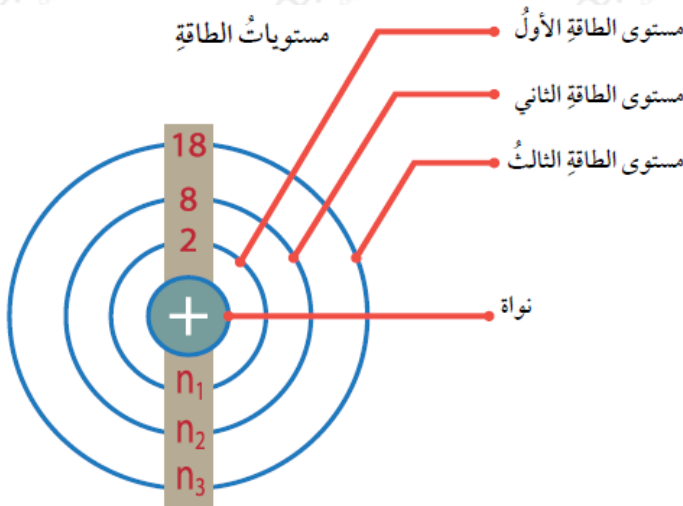 مستوياتُ الطاقةِ
مستوى الطاقةِ الأولُ
مستوى الطاقةِ الثاني
مستوى الطاقةِ الثالثُ
نواة
18
8
2
+
n₁
n₂
n₃